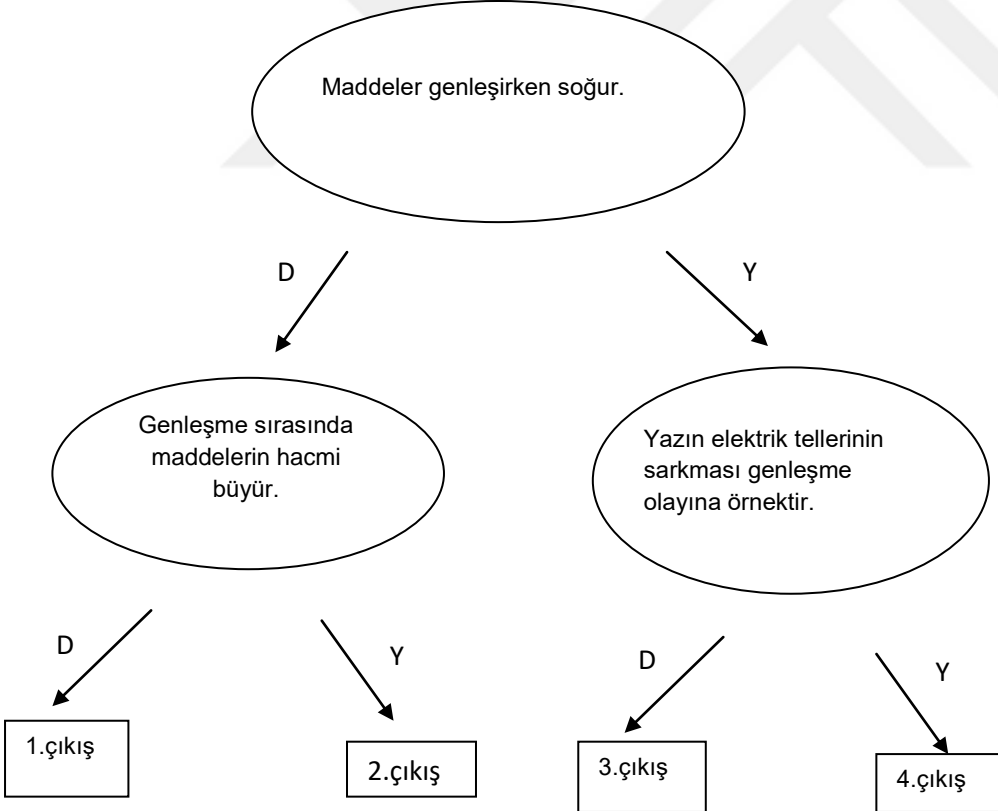 Maddeler genleşirken soğur.
D
Y
Genleşme sırasında
maddelerin hacmi
büyür.
Yazın elektrik tellerinin
sarkması genleşme
olayına örnektir.
D
Y
D
Y
1.çıkış
2.çıkış
3.çıkış
4.çıkış